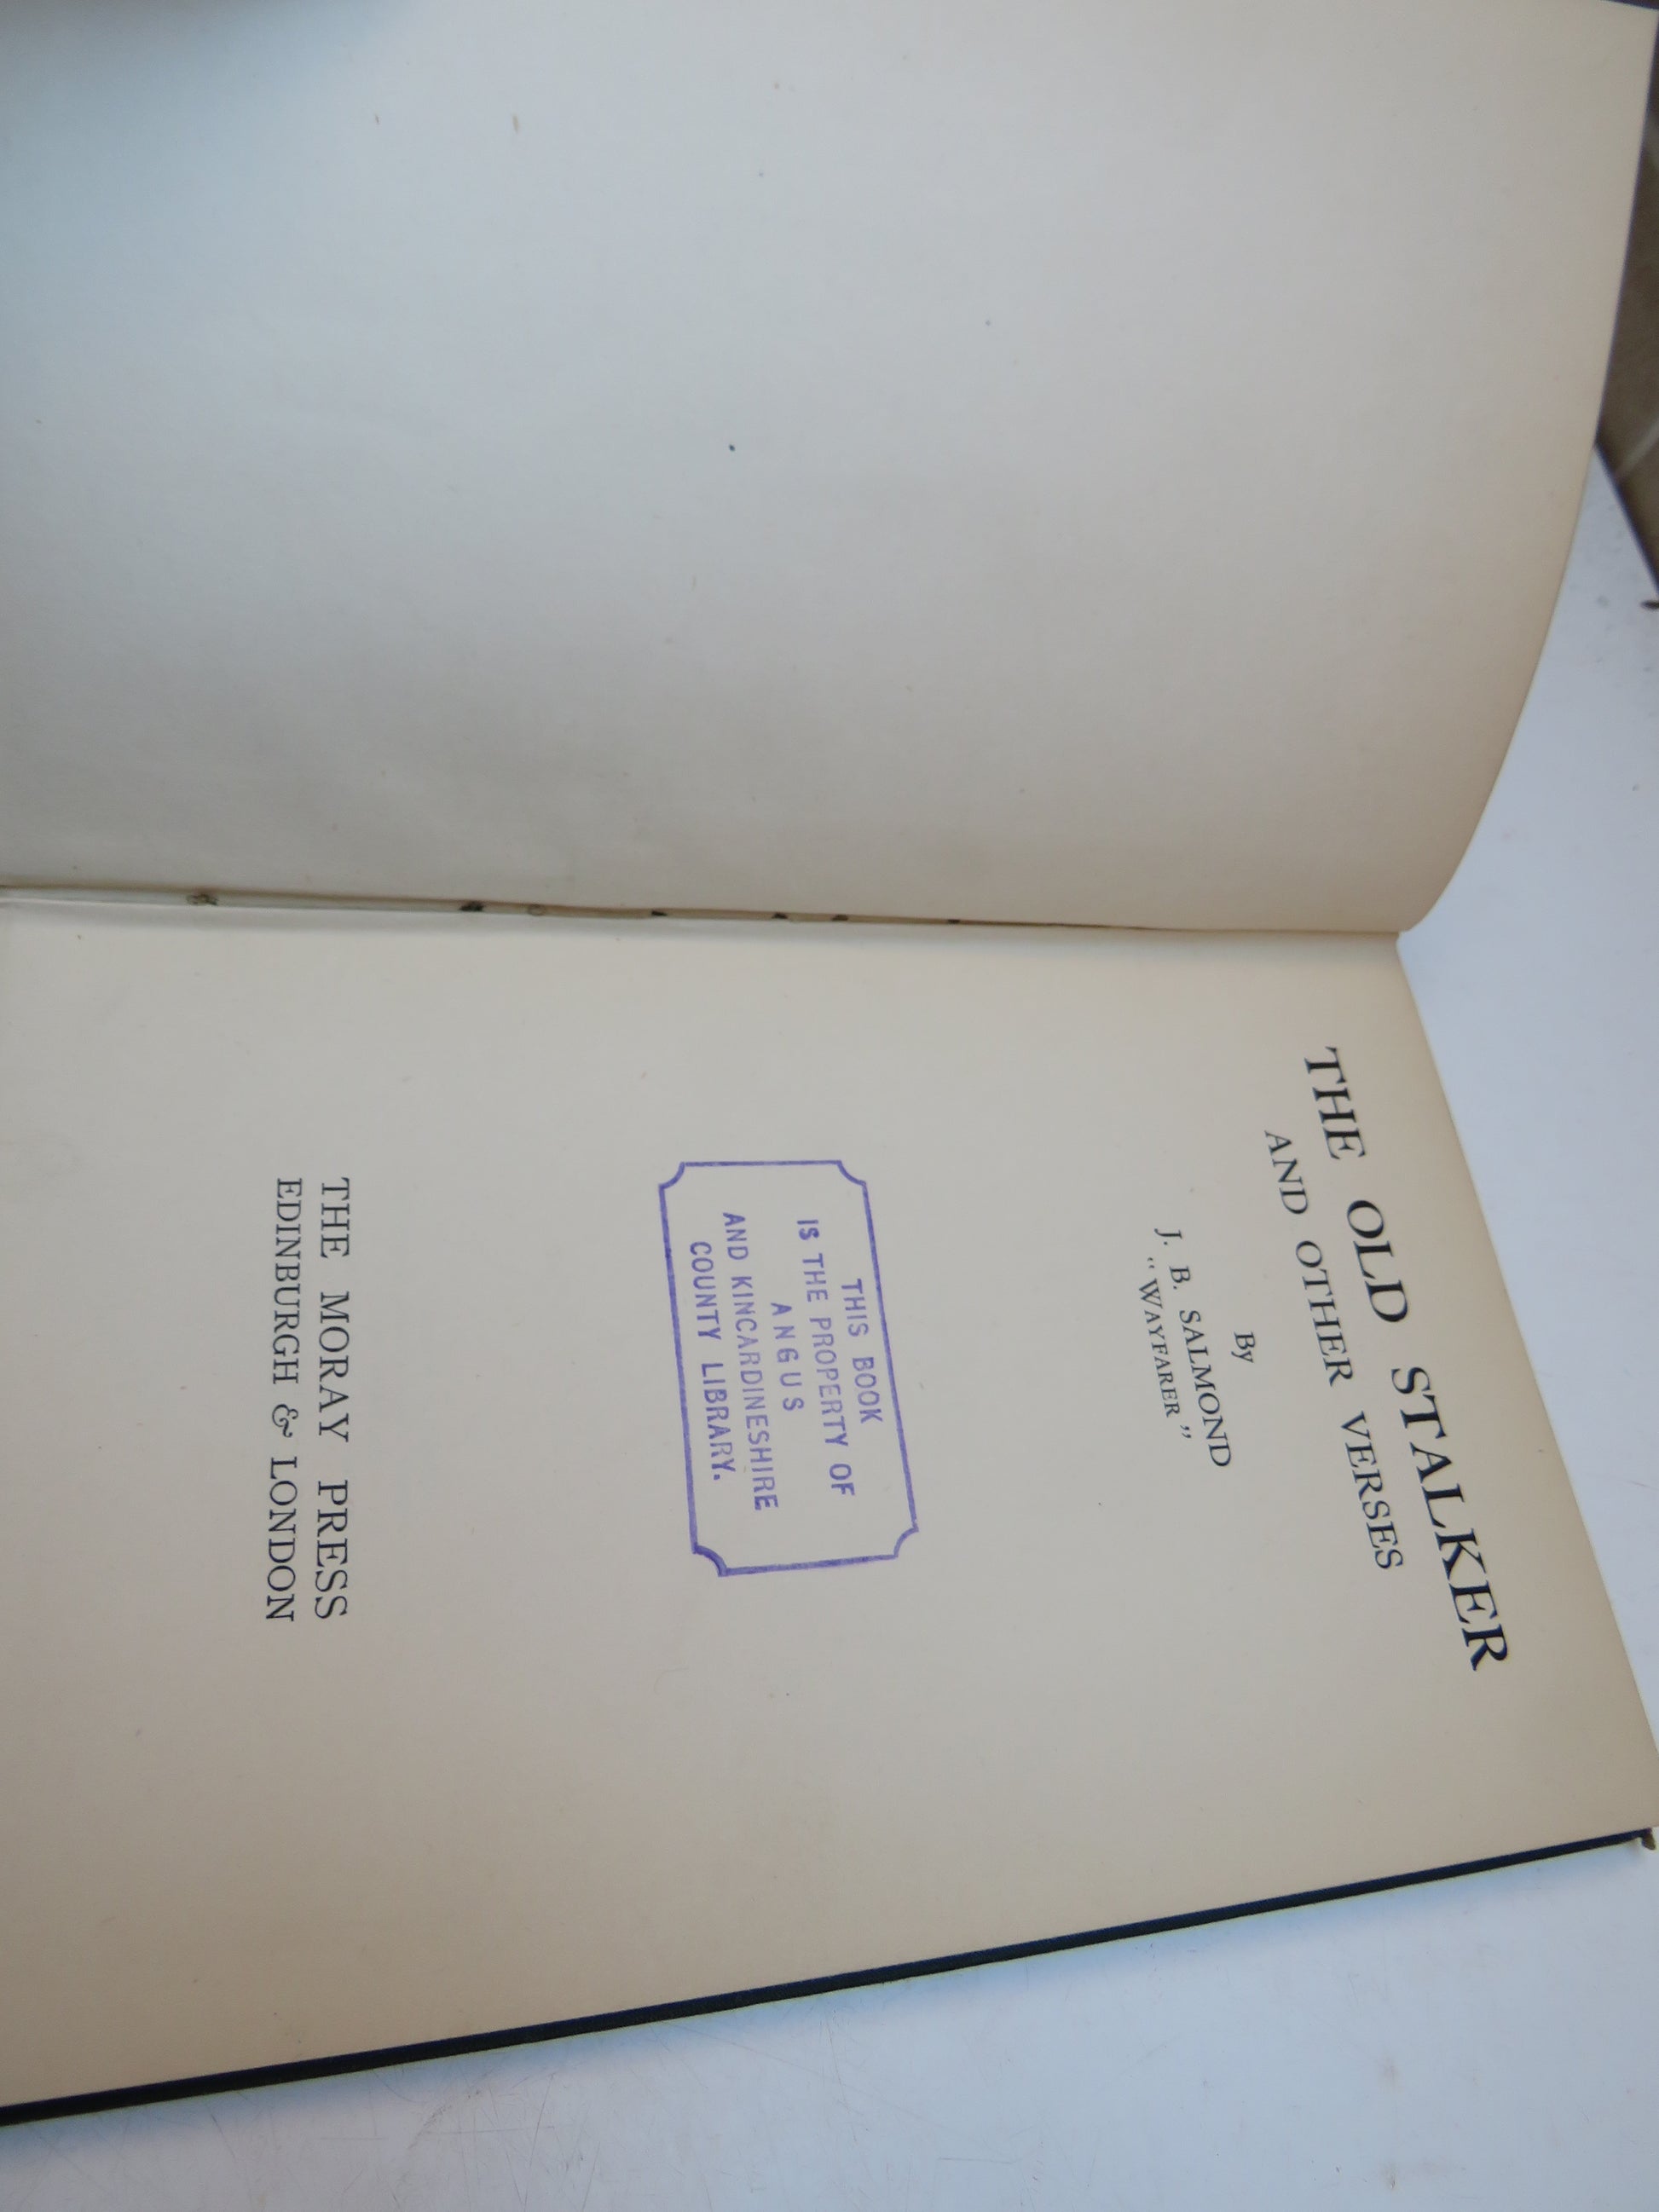 THE OLD STALKER
AND OTHER VERSES
By
J. B. SALMOND
"WAYFARER"
THIS BOOK
IS THE PROPERTY OF
ANGUS
AND KINCARDINESHIRE
COUNTY LIBRARY.
THE MORAY PRESS
EDINBURGH & LONDON